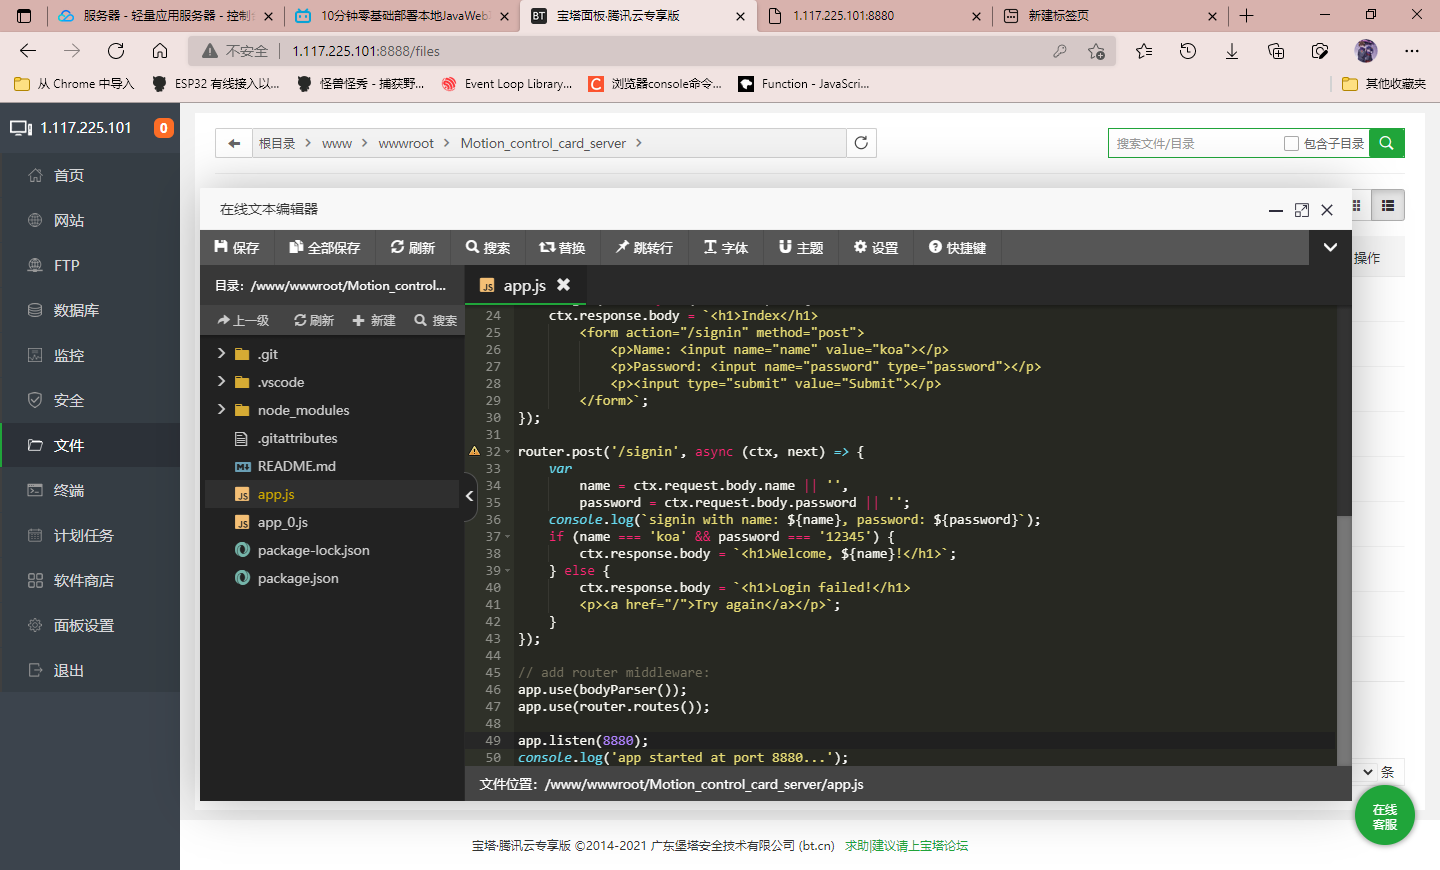 服务器 - 轻量应用服务器 - 控制
10分钟零基础部署本地JavaWeb
BT 宝塔面板·腾讯云专享版
1.117.225.101:8880
新建标签页
不安全 1.117.225.101:8888/files
从 Chrome 中导入
ESP32 有线接入以...
怪兽怪秀 - 捕获野...
Event Loop Library...
C 浏览器console命令...
Function - JavaScri...
其他收藏夹
1.117.225.101 0
首页
网站
FTP
数据库
监控
安全
文件
终端
计划任务
软件商店
面板设置
退出
根目录 www wwwroot Motion_control_card_server
搜索文件/目录 包含子目录
操作
在线文本编辑器
保存 全部保存 刷新 搜索 替换 跳转行 字体 主题 设置 快捷键
目录：/www/wwwroot/Motion_control...
上一级 刷新 新建 搜索
.git
.vscode
node_modules
.gitattributes
README.md
JS app.js
JS app_0.js
package-lock.json
package.json
JS app.js
24 ctx.response.body = `<h1>Index</h1>
25 <form action="/signin" method="post">
26 <p>Name: <input name="name" value="koa"></p>
27 <p>Password: <input name="password" type="password"></p>
28 <p><input type="submit" value="Submit"></p>
29 </form>`;
30 });
31
32 router.post('/signin', async (ctx, next) => {
33 var
34 name = ctx.request.body.name || '',
35 password = ctx.request.body.password || '';
36 console.log(`signin with name: ${name}, password: ${password}`);
37 if (name === 'koa' && password === '12345') {
38 ctx.response.body = `<h1>Welcome, ${name}!</h1>`;
39 } else {
40 ctx.response.body = `<h1>Login failed!</h1>
41 <p><a href="/">Try again</a></p>`;
42 }
43 });
44
45 // add router middleware:
46 app.use(bodyParser());
47 app.use(router.routes());
48
49 app.listen(8880);
50 console.log('app started at port 8880...');
文件位置：/www/wwwroot/Motion_control_card_server/app.js
条
在线
客服
宝塔·腾讯云专享版 ©2014-2021 广东堡塔安全技术有限公司 (bt.cn) 求助|建议请上宝塔论坛